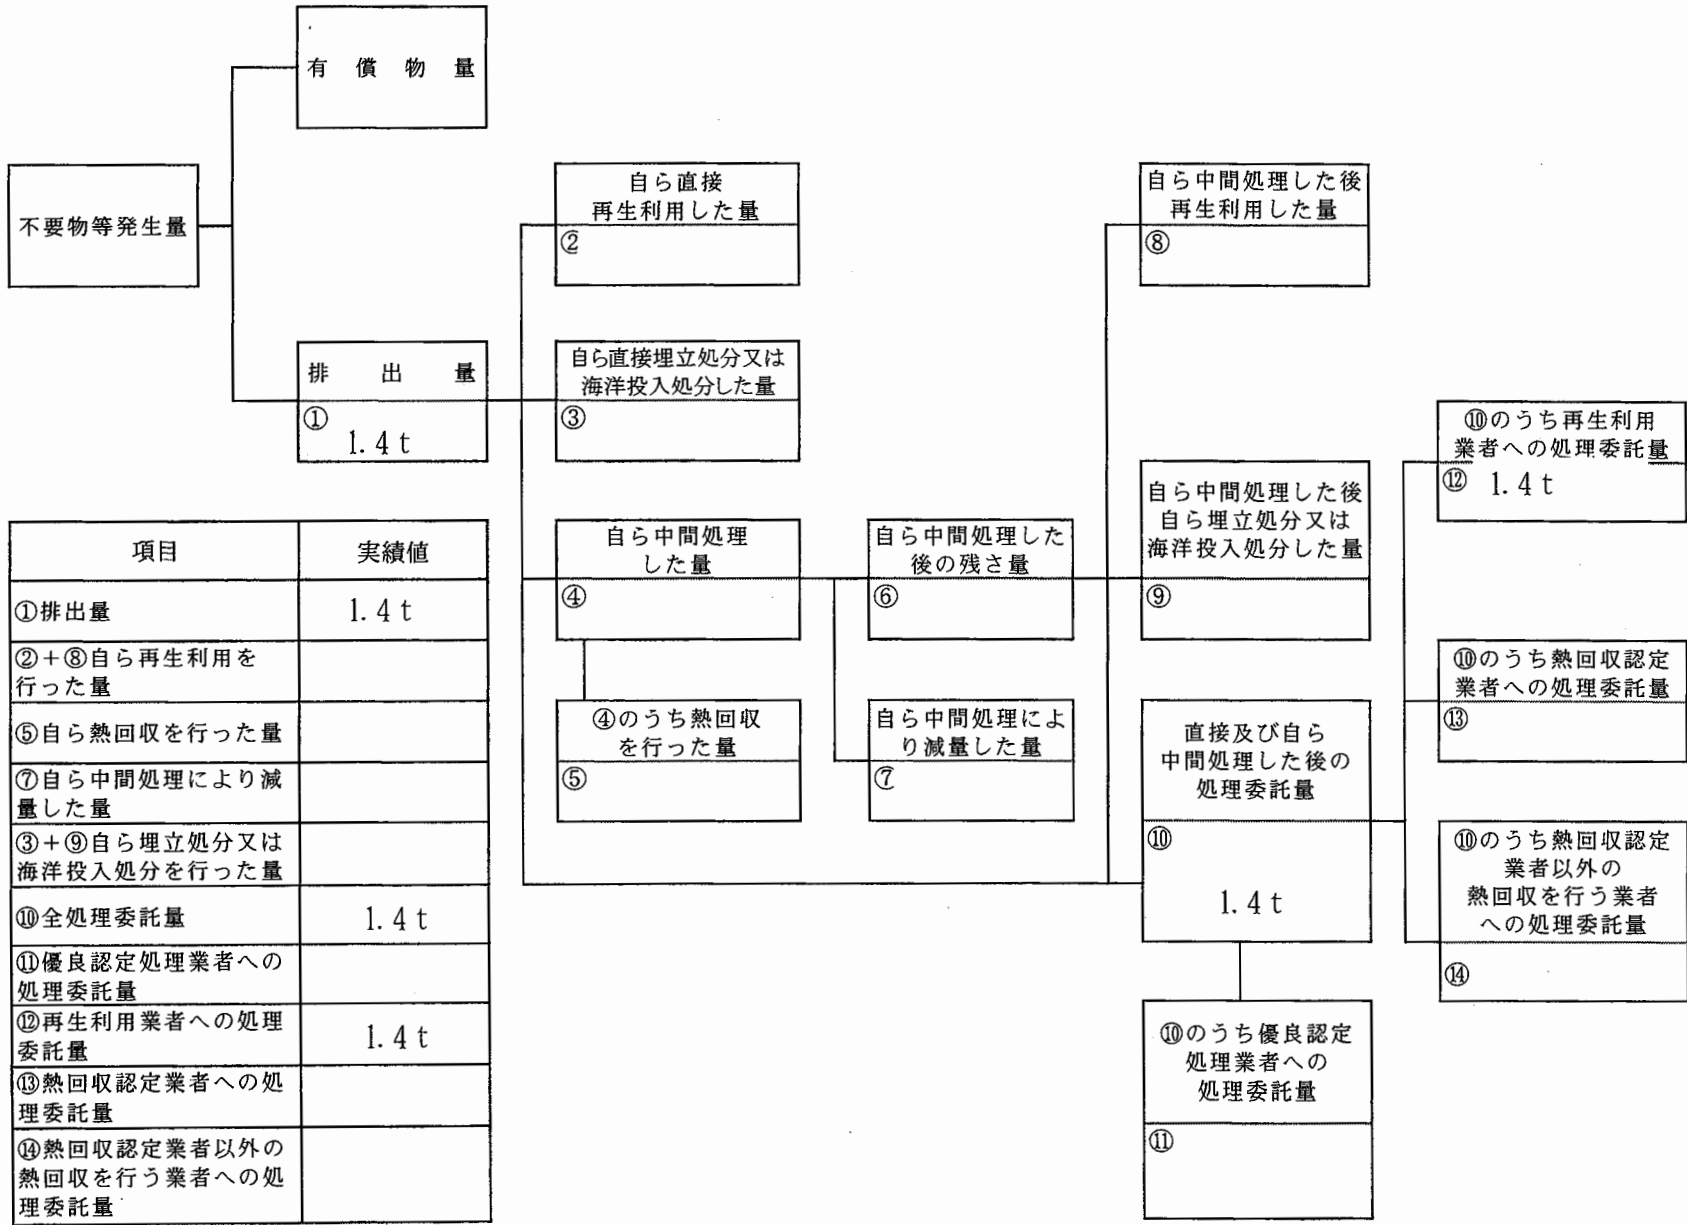 有償物量
不要物等発生量
排出量
①
1.4 t
自ら直接
再生利用した量
②
自ら直接埋立処分又は
海洋投入処分した量
③
自ら中間処理
した量
④
④のうち熱回収
を行った量
⑤
自ら中間処理した
後の残さ量
⑥
自ら中間処理によ
り減量した量
⑦
自ら中間処理した後
再生利用した量
⑧
自ら中間処理した後
自ら埋立処分又は
海洋投入処分した量
⑨
直接及び自ら
中間処理した後の
処理委託量
⑩
1.4 t
⑩のうち優良認定
処理業者への
処理委託量
⑪
⑩のうち再生利用
業者への処理委託量
⑫ 1.4 t
⑩のうち熱回収認定
業者への処理委託量
⑬
⑩のうち熱回収認定
業者以外の
熱回収を行う業者
への処理委託量
⑭
項目 実績値
①排出量 1.4 t
②+⑧自ら再生利用を
行った量
⑤自ら熱回収を行った量
⑦自ら中間処理により減
量した量
③+⑨自ら埋立処分又は
海洋投入処分を行った量
⑩全処理委託量 1.4 t
⑪優良認定処理業者への
処理委託量
⑫再生利用業者への処理
委託量 1.4 t
⑬熱回収認定業者への処
理委託量
⑭熱回収認定業者以外の
熱回収を行う業者への処
理委託量